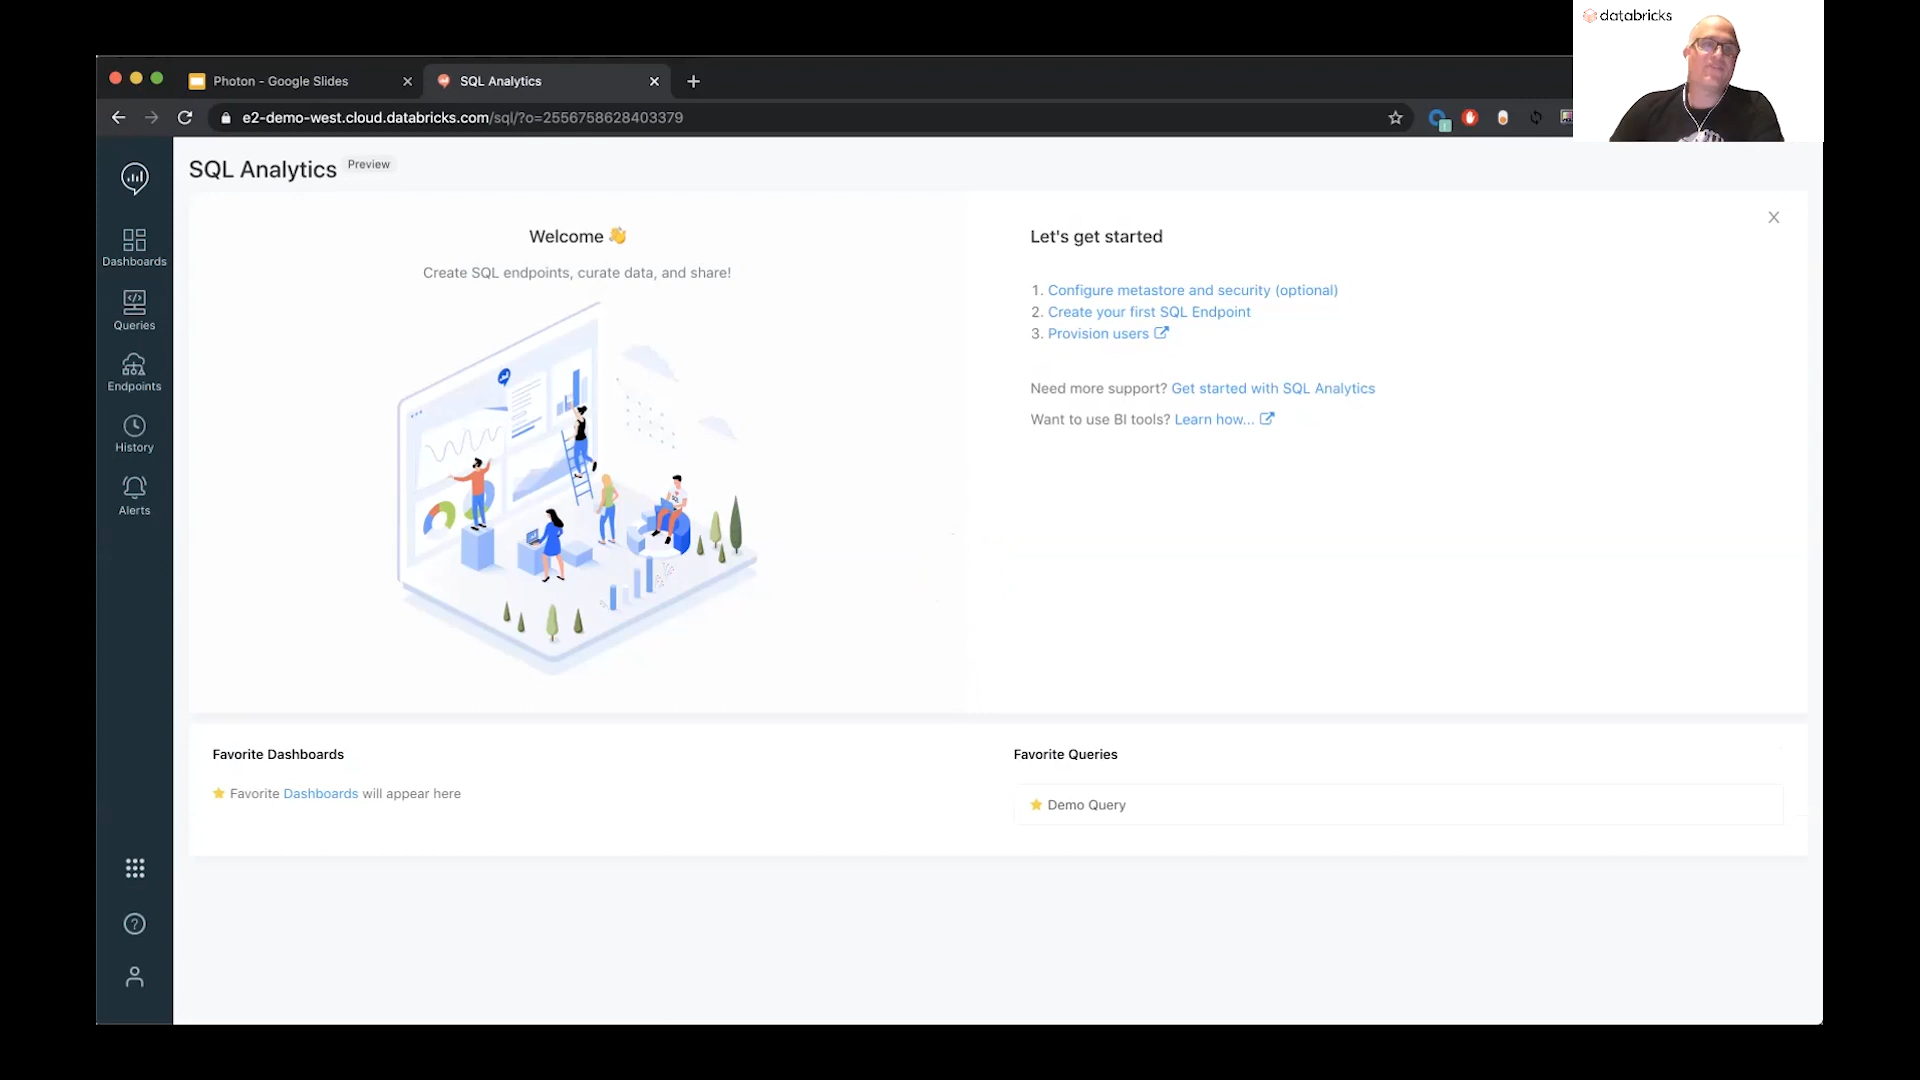 databricks
Photon - Google Slides
SQL Analytics
e2-demo-west.cloud.databricks.com/sql/?o=2556758628403379
SQL Analytics Preview
Dashboards
Queries
Endpoints
History
Alerts
Welcome 👋
Create SQL endpoints, curate data, and share!
Let's get started
1. Configure metastore and security (optional)
2. Create your first SQL Endpoint
3. Provision users
Need more support? Get started with SQL Analytics
Want to use BI tools? Learn how...
Favorite Dashboards
Favorite Dashboards will appear here
Favorite Queries
Demo Query